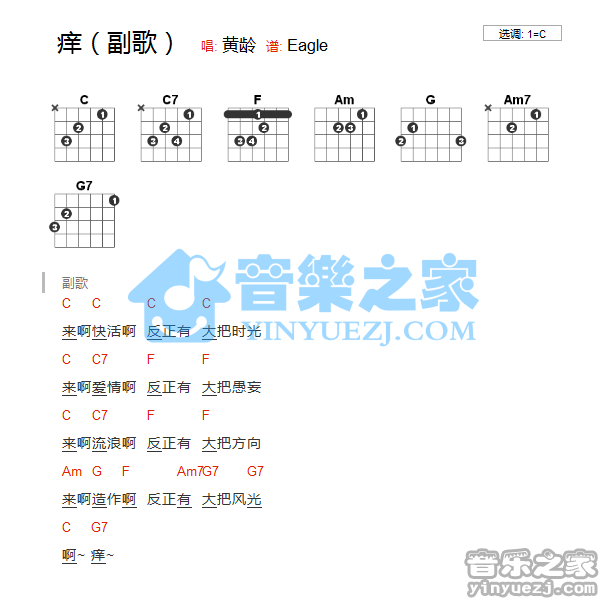 痒（副歌） 唱: 黄龄 谱: Eagle
选调: 1=C
C C7 F Am G Am7
G7
副歌
C C C C
来啊快活啊 反正有 大把时光
C C7 F F
来啊爱情啊 反正有 大把愚妄
C C7 F F
来啊流浪啊 反正有 大把方向
Am G F Am7 G7 G7
来啊造作啊 反正有 大把风光
C G7
啊~ 痒~
音樂之家
YINYUEZJ.COM
音乐之家
yinyuezj.com